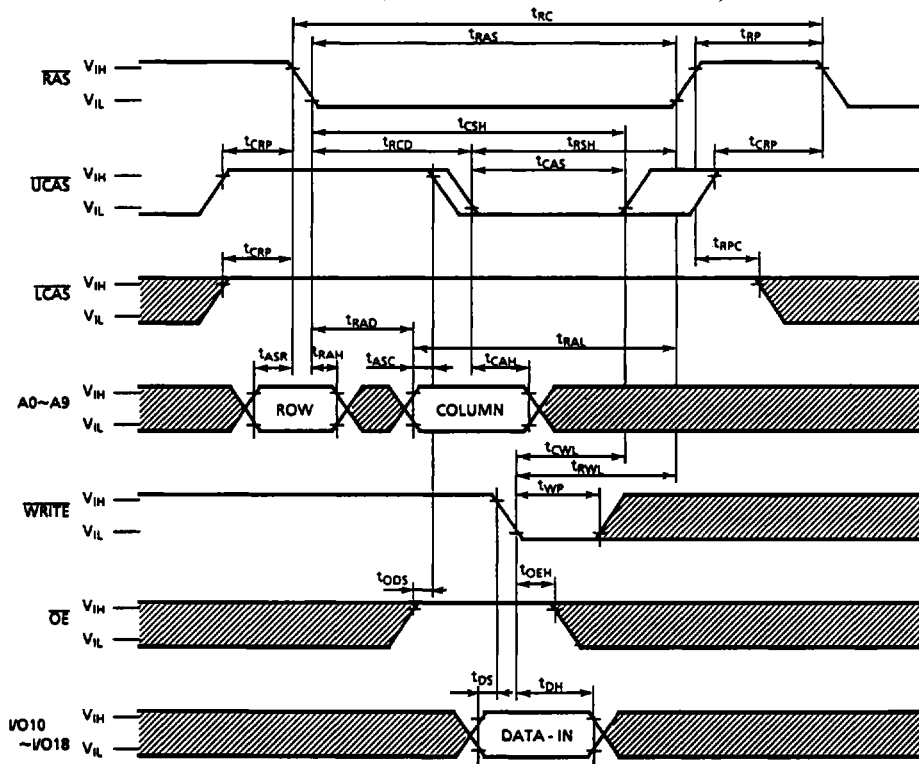 tRC
tRAS
tRP
RAS
VIH
VIL
tCSH
tCRP
tRCD
tRSH
tCRP
tCAS
UCAS
VIH
VIL
tCRP
tRPC
LCAS
VIH
VIL
tRAD
tRAL
tASR
tRAH
tASC
tCAH
A0~A9
VIH
VIL
ROW
COLUMN
tCWL
tRWL
tWP
WRITE
VIH
VIL
tODS
tOEH
OE
VIH
VIL
tDS
tDH
I/O10
~I/O18
VIH
VIL
DATA - IN